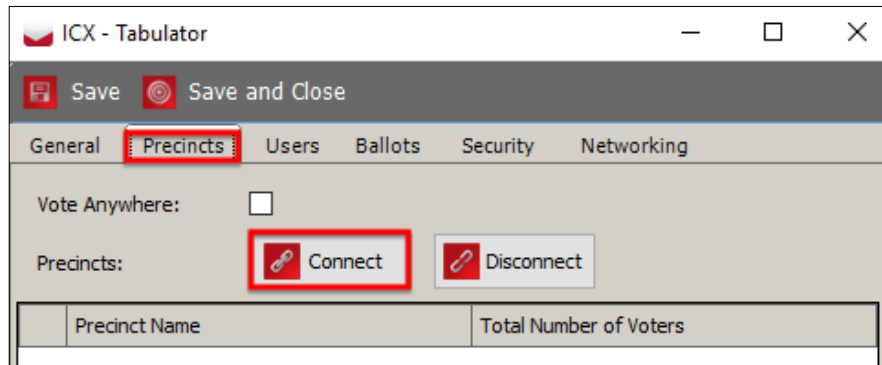 ICX - Tabulator
Save Save and Close
General Precincts Users Ballots Security Networking
Vote Anywhere:
Precincts: Connect Disconnect
Precinct Name Total Number of Voters